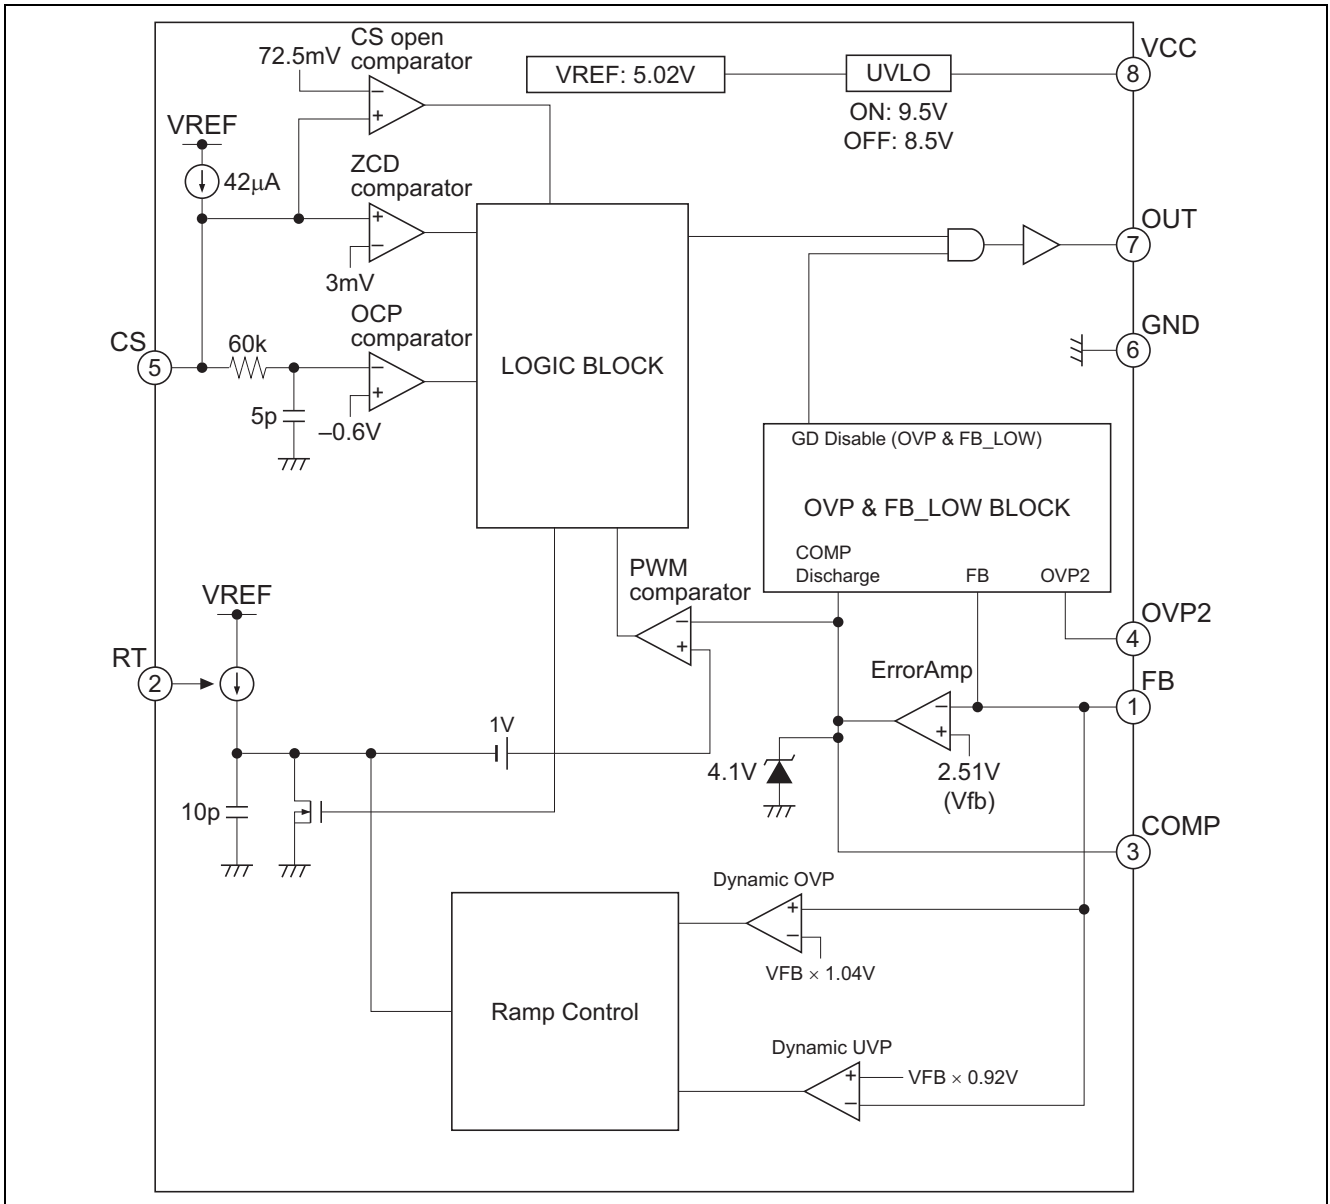 CS open
comparator
72.5mV
VREF: 5.02V
UVLO
VCC
8
ON: 9.5V
OFF: 8.5V
VREF
42μA
ZCD
comparator
3mV
OUT
7
OCP
comparator
CS
5
60k
5p
–0.6V
LOGIC BLOCK
GND
6
GD Disable (OVP & FB_LOW)
OVP & FB_LOW BLOCK
COMP
Discharge
FB
OVP2
PWM
comparator
OVP2
4
VREF
RT
2
ErrorAmp
FB
1
1V
4.1V
2.51V
(Vfb)
10p
COMP
3
Dynamic OVP
VFB × 1.04V
Ramp Control
Dynamic UVP
VFB × 0.92V